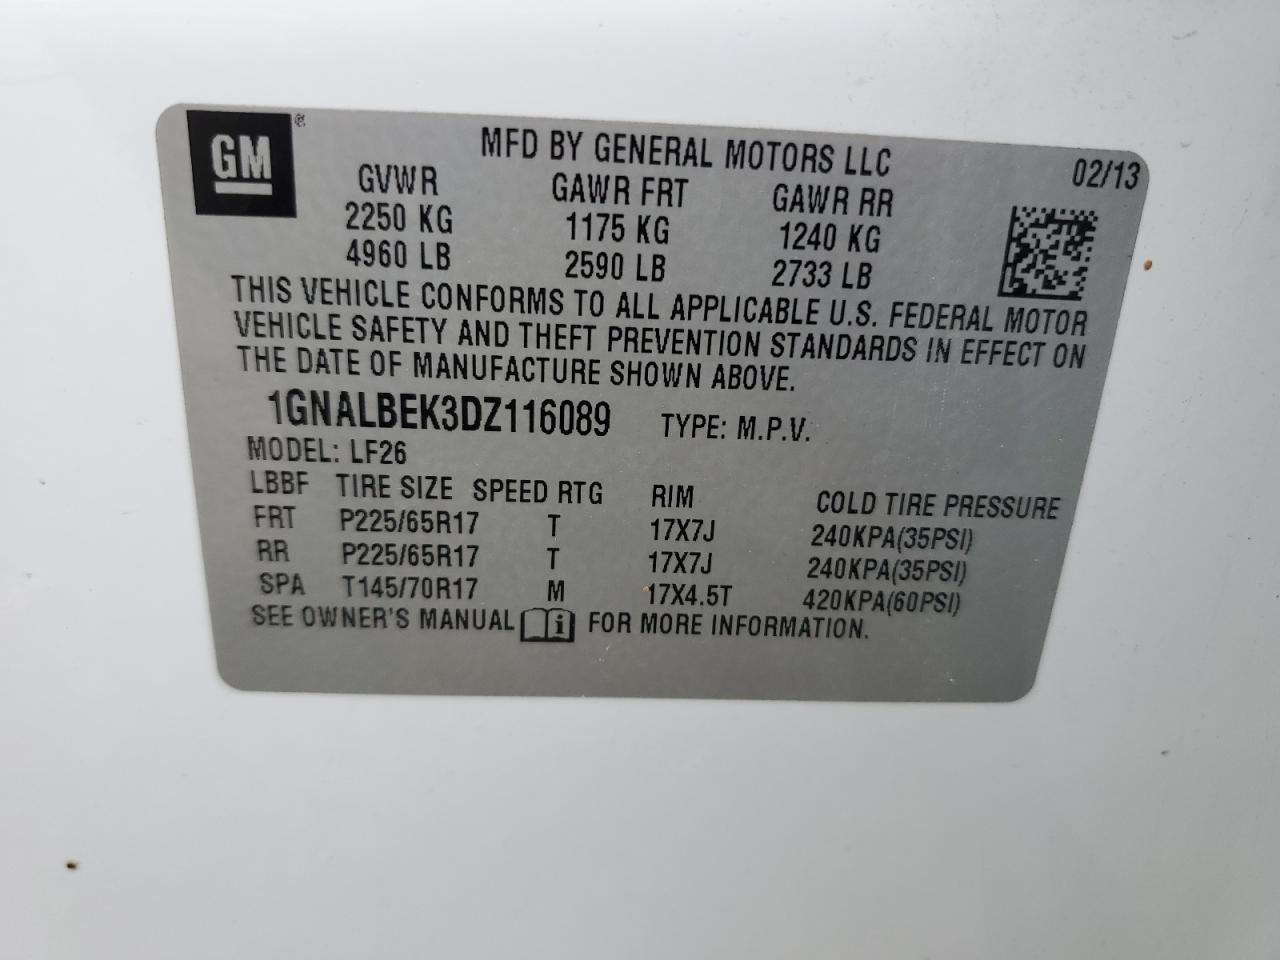 GM ®
MFD BY GENERAL MOTORS LLC 02/13
GVWR GAWR FRT GAWR RR
2250 KG 1175 KG 1240 KG
4960 LB 2590 LB 2733 LB
THIS VEHICLE CONFORMS TO ALL APPLICABLE U.S. FEDERAL MOTOR
VEHICLE SAFETY AND THEFT PREVENTION STANDARDS IN EFFECT ON
THE DATE OF MANUFACTURE SHOWN ABOVE.
1GNALBEK3DZ116089 TYPE: M.P.V.
MODEL: LF26
LBBF TIRE SIZE SPEED RTG RIM COLD TIRE PRESSURE
FRT P225/65R17 T 17X7J 240KPA(35PSI)
RR P225/65R17 T 17X7J 240KPA(35PSI)
SPA T145/70R17 M 17X4.5T 420KPA(60PSI)
SEE OWNER'S MANUAL i FOR MORE INFORMATION.